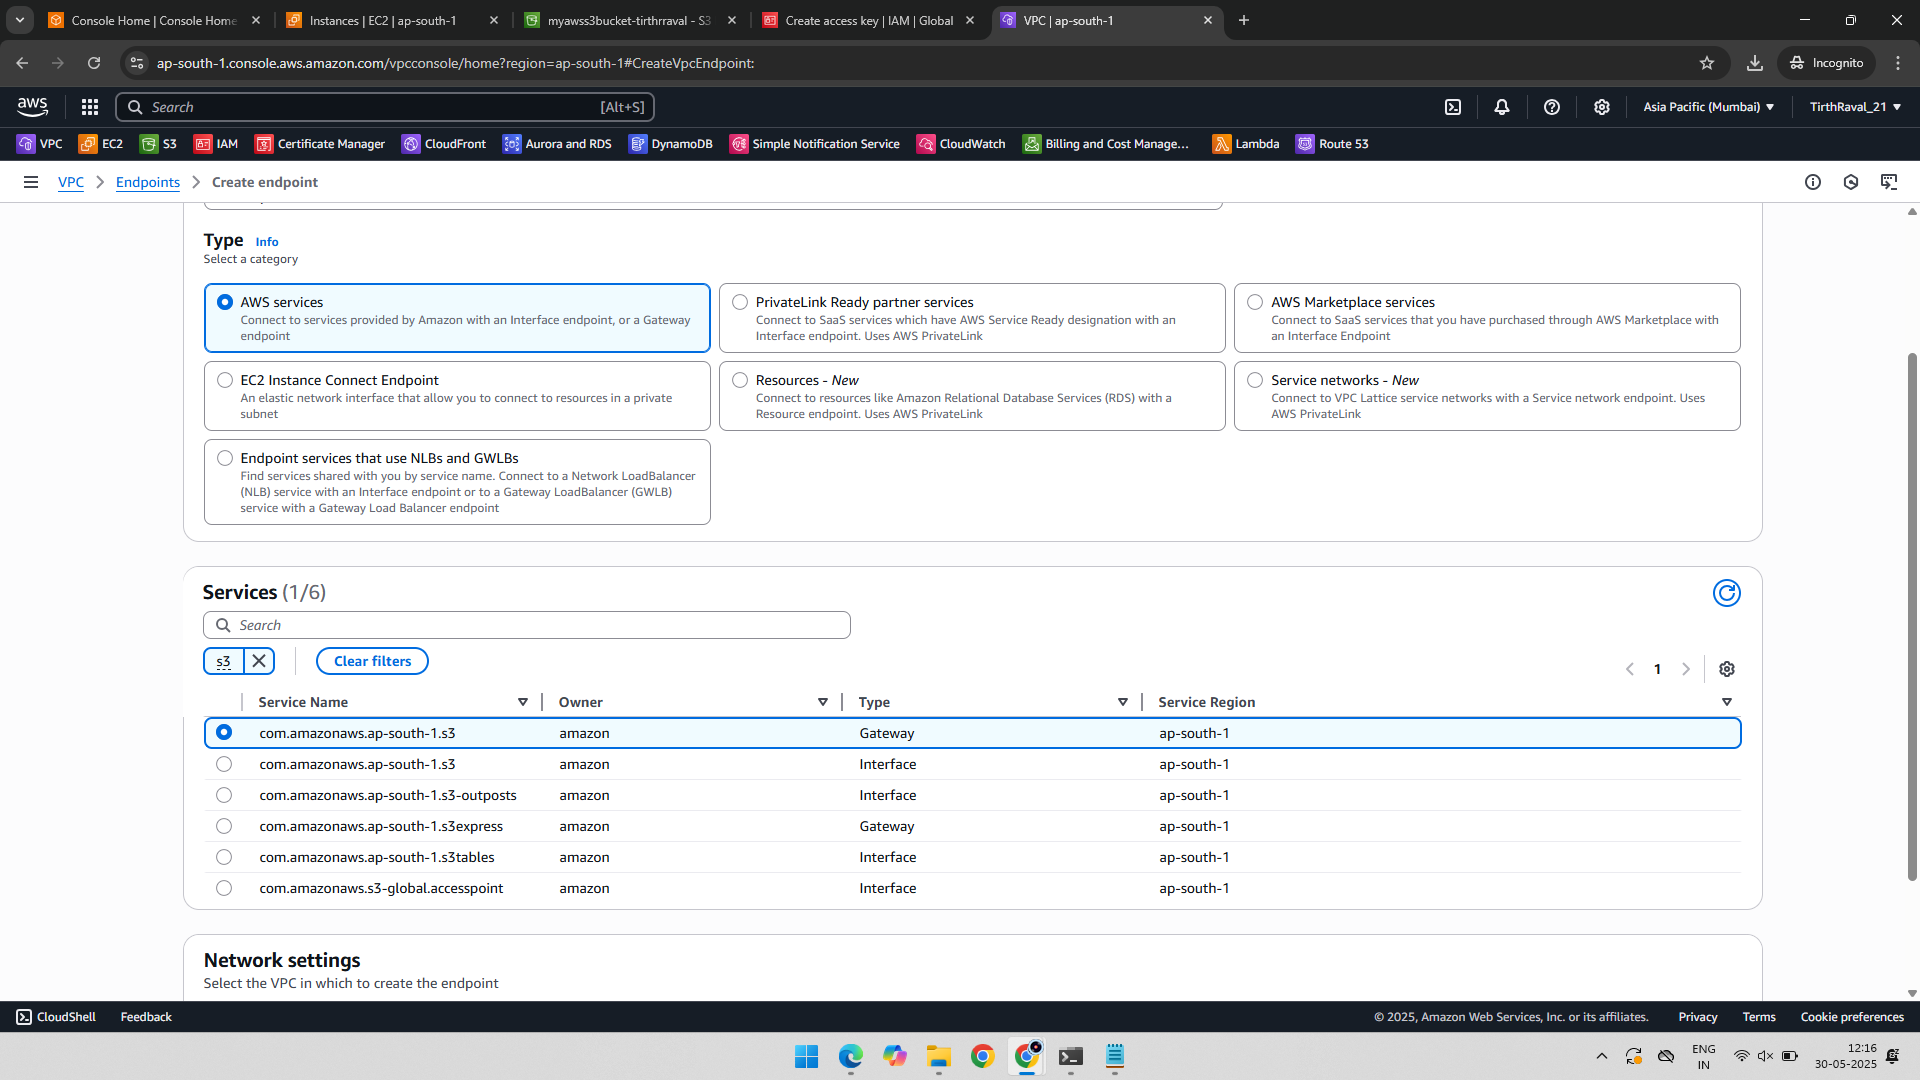 Console Home | Console Home
Instances | EC2 | ap-south-1
myawss3bucket-tirthrraval - S3
Create access key | IAM | Global
VPC | ap-south-1
ap-south-1.console.aws.amazon.com/vpcconsole/home?region=ap-south-1#CreateVpcEndpoint:
Incognito
aws
Search
[Alt+S]
Asia Pacific (Mumbai)
TirthRaval_21
VPC
EC2
S3
IAM
Certificate Manager
CloudFront
Aurora and RDS
DynamoDB
Simple Notification Service
CloudWatch
Billing and Cost Manage...
Lambda
Route 53
VPC
Endpoints
Create endpoint
Type Info
Select a category
AWS services
Connect to services provided by Amazon with an Interface endpoint, or a Gateway
endpoint
PrivateLink Ready partner services
Connect to SaaS services which have AWS Service Ready designation with an
Interface endpoint. Uses AWS PrivateLink
AWS Marketplace services
Connect to SaaS services that you have purchased through AWS Marketplace with
an Interface Endpoint
EC2 Instance Connect Endpoint
An elastic network interface that allow you to connect to resources in a private
subnet
Resources - New
Connect to resources like Amazon Relational Database Services (RDS) with a
Resource endpoint. Uses AWS PrivateLink
Service networks - New
Connect to VPC Lattice service networks with a Service network endpoint. Uses
AWS PrivateLink
Endpoint services that use NLBs and GWLBs
Find services shared with you by service name. Connect to a Network LoadBalancer
(NLB) service with an Interface endpoint or to a Gateway LoadBalancer (GWLB)
service with a Gateway Load Balancer endpoint
Services (1/6)
Search
s3
Clear filters
1
Service Name Owner Type Service Region
com.amazonaws.ap-south-1.s3 amazon Gateway ap-south-1
com.amazonaws.ap-south-1.s3 amazon Interface ap-south-1
com.amazonaws.ap-south-1.s3-outposts amazon Interface ap-south-1
com.amazonaws.ap-south-1.s3express amazon Gateway ap-south-1
com.amazonaws.ap-south-1.s3tables amazon Interface ap-south-1
com.amazonaws.s3-global.accesspoint amazon Interface ap-south-1
Network settings
Select the VPC in which to create the endpoint
CloudShell
Feedback
© 2025, Amazon Web Services, Inc. or its affiliates.
Privacy
Terms
Cookie preferences
ENG
IN
12:16
30-05-2025